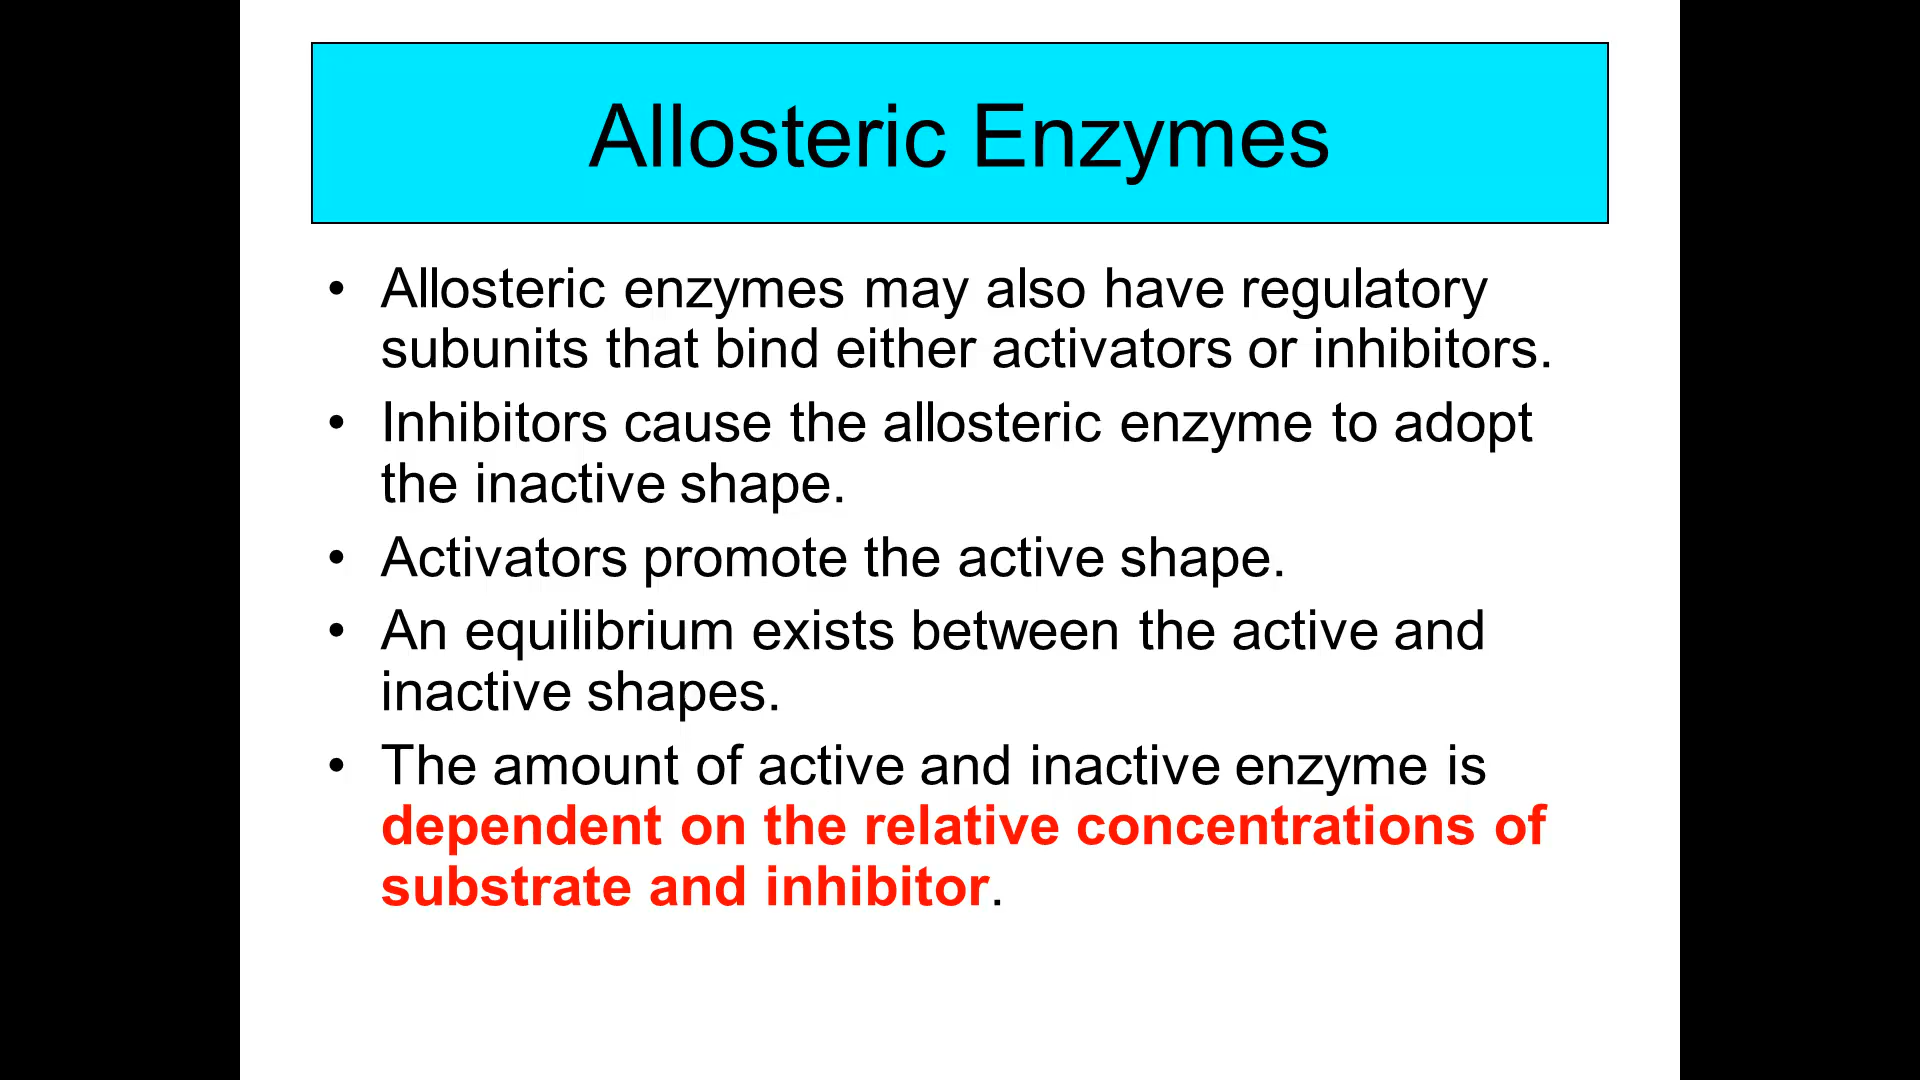 Allosteric Enzymes
• Allosteric enzymes may also have regulatory
subunits that bind either activators or inhibitors.
• Inhibitors cause the allosteric enzyme to adopt
the inactive shape.
• Activators promote the active shape.
• An equilibrium exists between the active and
inactive shapes.
• The amount of active and inactive enzyme is
dependent on the relative concentrations of
substrate and inhibitor.